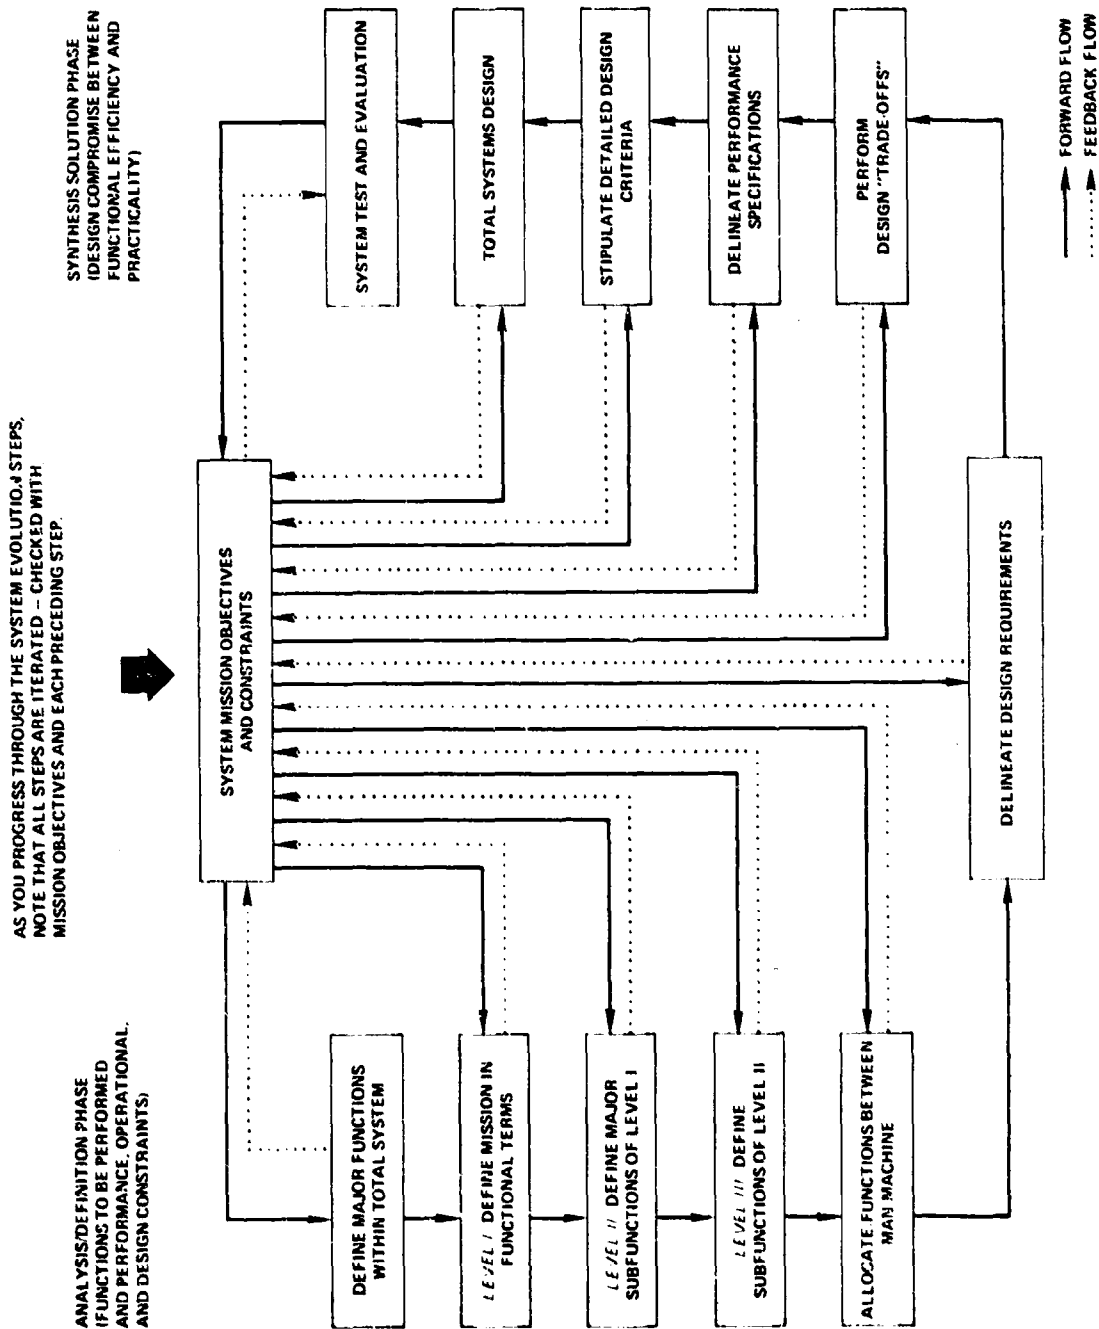 AS YOU PROGRESS THROUGH THE SYSTEM EVOLUTION STEPS,
NOTE THAT ALL STEPS ARE ITERATED – CHECKED WITH
MISSION OBJECTIVES AND EACH PRECEDING STEP.
ANALYSIS/DEFINITION PHASE
(FUNCTIONS TO BE PERFORMED
AND PERFORMANCE, OPERATIONAL,
AND DESIGN CONSTRAINTS)
SYNTHESIS SOLUTION PHASE
(DESIGN COMPROMISE BETWEEN
FUNCTIONAL EFFICIENCY AND
PRACTICALITY)
SYSTEM MISSION OBJECTIVES
AND CONSTRAINTS
DEFINE MAJOR FUNCTIONS
WITHIN TOTAL SYSTEM
LEVEL I DEFINE MISSION IN
FUNCTIONAL TERMS
LEVEL II DEFINE MAJOR
SUBFUNCTIONS OF LEVEL I
LEVEL III DEFINE
SUBFUNCTIONS OF LEVEL II
ALLOCATE FUNCTIONS BETWEEN
MAN MACHINE
DELINEATE DESIGN REQUIREMENTS
SYSTEM TEST AND EVALUATION
TOTAL SYSTEMS DESIGN
STIPULATE DETAILED DESIGN
CRITERIA
DELINEATE PERFORMANCE
SPECIFICATIONS
PERFORM
DESIGN "TRADE-OFFS"
FORWARD FLOW
FEEDBACK FLOW